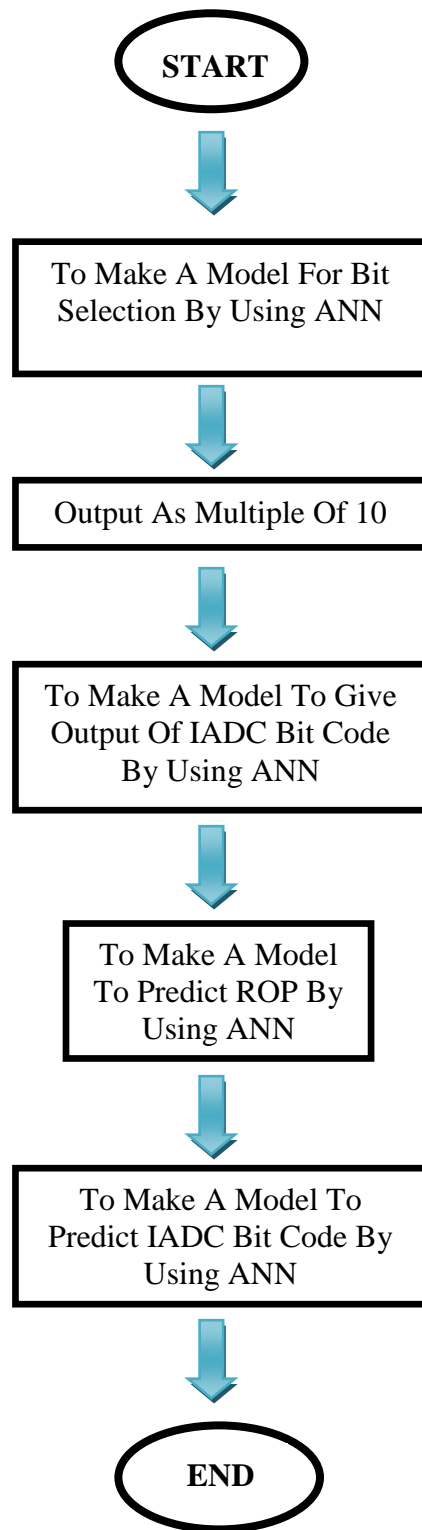 START
To Make A Model For Bit
Selection By Using ANN
Output As Multiple Of 10
To Make A Model To Give
Output Of IADC Bit Code
By Using ANN
To Make A Model
To Predict ROP By
Using ANN
To Make A Model To
Predict IADC Bit Code By
Using ANN
END